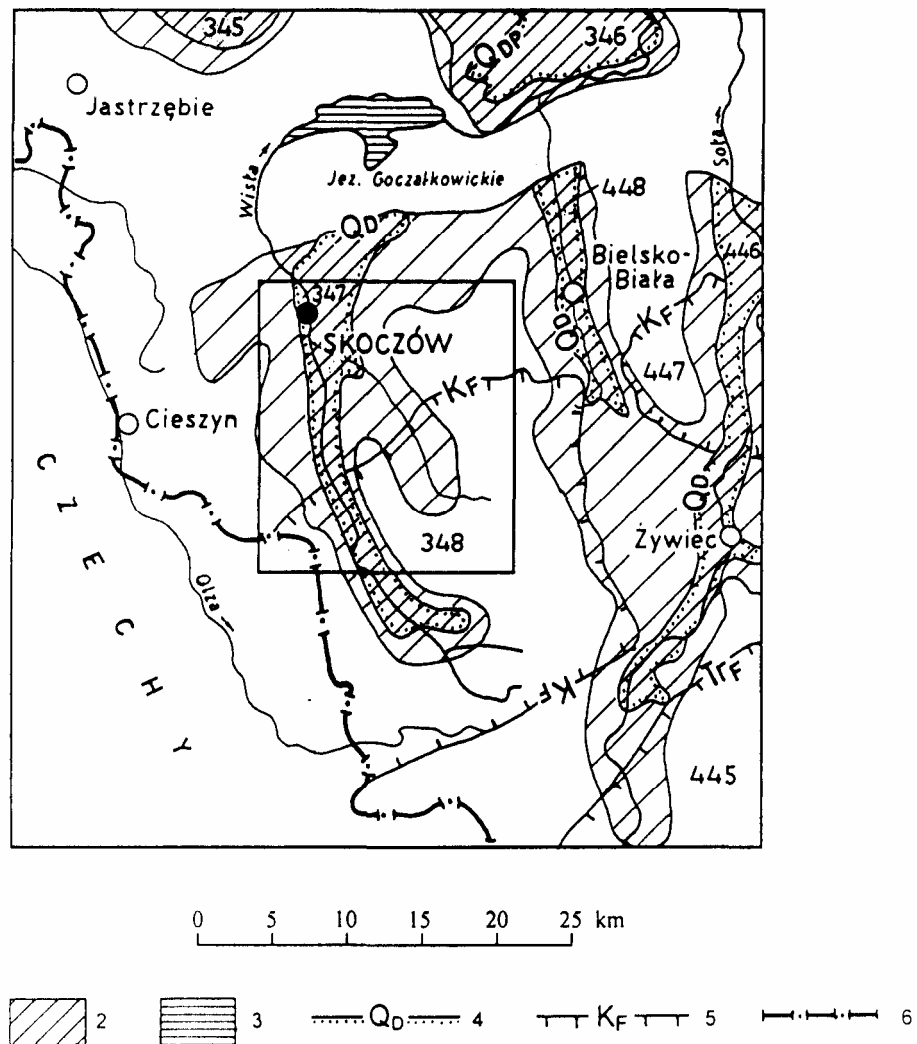 345
346
QDP
Jastrzębie
Wisła
Soła
Jez. Goczałkowickie
448
QD
Bielsko-
Biała
446
347
SKOCZÓW
QD
KF
447
KF
Cieszyn
QD
348
Żywiec
CZECHY
Olza
KF
TrF
445
0 5 10 15 20 25 km
2 3 QD 4 KF 5 6